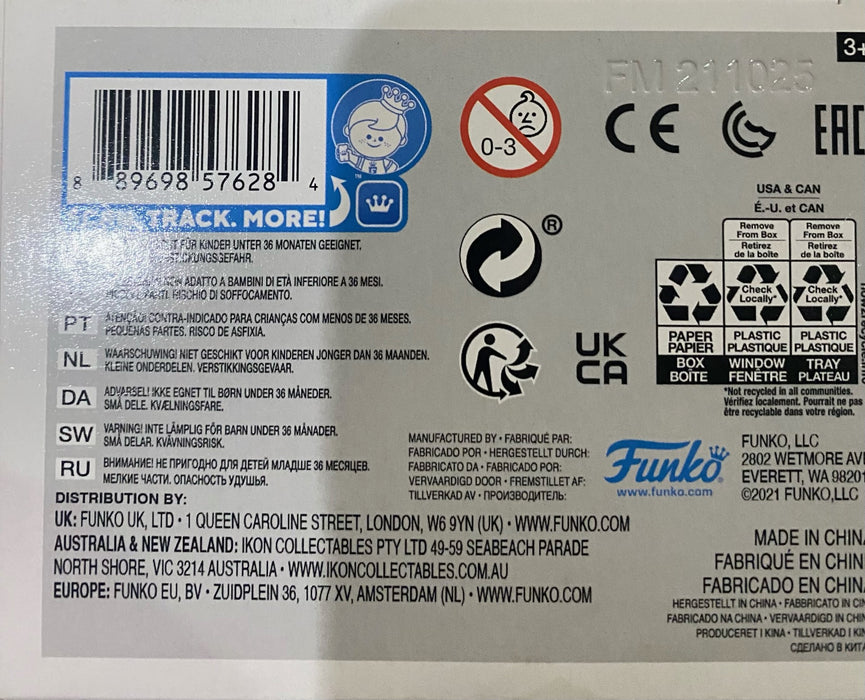 3+
FM 211025
8 89698 57628 4
TRACK. MORE!
™
0-3
CE
EAC
®
USA & CAN
É.-U. et CAN
Remove From Box
Retirez de la boîte
Remove From Box
Retirez de la boîte
Check Locally*
Check Locally*
PAPER
PAPIER
BOX
BOÎTE
PLASTIC
PLASTIQUE
WINDOW
FENÊTRE
PLASTIC
PLASTIQUE
TRAY
PLATEAU
*Not recycled in all communities.
Vérifiez localement. Pourrait ne pas
être recyclable dans votre région.
UK
CA
FÜR KINDER UNTER 36 MONATEN GEEIGNET.
ADATTO A BAMBINI DI ETÀ INFERIORE A 36 MESI.
PARTI. RISCHIO DI SOFFOCAMENTO.
PT ATENÇÃO! CONTRA-INDICADO PARA CRIANÇAS COM MENOS DE 36 MESES.
PEQUENAS PARTES. RISCO DE ASFIXIA.
NL WAARSCHUWING! NIET GESCHIKT VOOR KINDEREN JONGER DAN 36 MAANDEN.
KLEINE ONDERDELEN. VERSTIKKINGSGEVAAR.
DA ADVARSEL! IKKE EGNET TIL BØRN UNDER 36 MÅNEDER.
SMÅ DELE. KVÆLNINGSFARE.
SW VARNING! INTE LÄMPLIG FÖR BARN UNDER 36 MÅNADER.
SMÅ DELAR. KVÄVNINGSRISK.
RU ВНИМАНИЕ! НЕ ПРИГОДНО ДЛЯ ДЕТЕЙ МЛАДШЕ 36 МЕСЯЦЕВ.
МЕЛКИЕ ЧАСТИ. ОПАСНОСТЬ УДУШЬЯ.
MANUFACTURED BY • FABRIQUÉ PAR:
FABRICADO POR • HERGESTELLT DURCH:
FABBRICATO DA • FABRICADO POR:
VERVAARDIGD DOOR • FREMSTILLET AF:
TILLVERKAD AV • ПРОИЗВОДИТЕЛЬ:
Funko
www.funko.com
FUNKO, LLC
2802 WETMORE
EVERETT, WA 98201
©2021 FUNKO,LLC
DISTRIBUTION BY:
UK: FUNKO UK, LTD • 1 QUEEN CAROLINE STREET, LONDON, W6 9YN (UK) • WWW.FUNKO.COM
AUSTRALIA & NEW ZEALAND: IKON COLLECTABLES PTY LTD 49-59 SEABEACH PARADE
NORTH SHORE, VIC 3214 AUSTRALIA • WWW.IKONCOLLECTABLES.COM.AU
EUROPE: FUNKO EU, BV • ZUIDPLEIN 36, 1077 XV, AMSTERDAM (NL) • WWW.FUNKO.COM
MADE IN CHINA
FABRIQUÉ EN CHIN
FABRICADO EN CHIN
HERGESTELLT IN CHINA • FABBRICATO IN CIN
FABRICADO NA CHINA • VERVAARDIGD IN CHIN
PRODUCERET I KINA • TILLVERKAD I KIN
СДЕЛАНО В КИТА